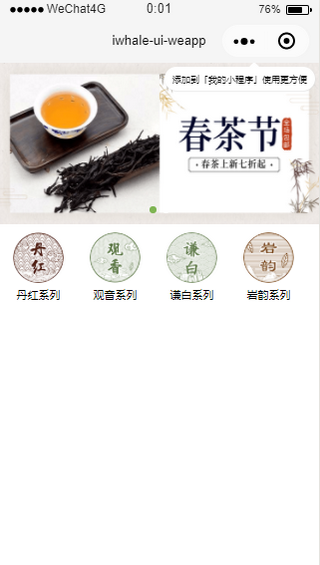 WeChat4G 0:01 76%
iwhale-ui-weapp
添加到「我的小程序」使用更方便
春茶节
全场包邮
·春茶上新七折起·
丹红 观音 谦白 岩韵
丹红系列 观音系列 谦白系列 岩韵系列